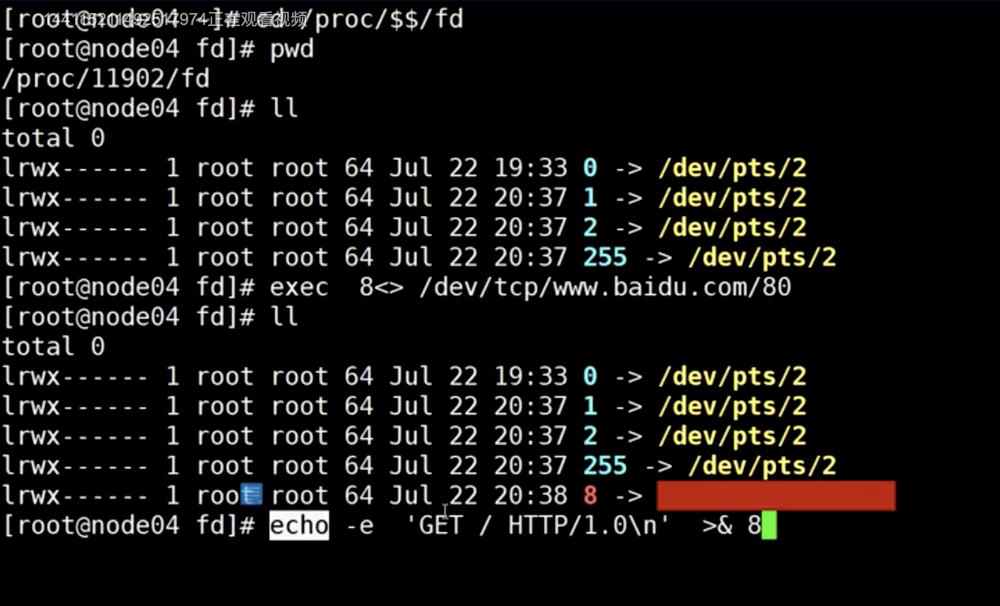 [root@node04 ~]# cd /proc/$$/fd
正在观看视频
[root@node04 fd]# pwd
/proc/11902/fd
[root@node04 fd]# ll
total 0
lrwx------ 1 root root 64 Jul 22 19:33 0 -> /dev/pts/2
lrwx------ 1 root root 64 Jul 22 20:37 1 -> /dev/pts/2
lrwx------ 1 root root 64 Jul 22 20:37 2 -> /dev/pts/2
lrwx------ 1 root root 64 Jul 22 20:37 255 -> /dev/pts/2
[root@node04 fd]# exec  8<> /dev/tcp/www.baidu.com/80
[root@node04 fd]# ll
total 0
lrwx------ 1 root root 64 Jul 22 19:33 0 -> /dev/pts/2
lrwx------ 1 root root 64 Jul 22 20:37 1 -> /dev/pts/2
lrwx------ 1 root root 64 Jul 22 20:37 2 -> /dev/pts/2
lrwx------ 1 root root 64 Jul 22 20:37 255 -> /dev/pts/2
lrwx------ 1 roo root 64 Jul 22 20:38 8 ->
[root@node04 fd]# echo -e  'GET / HTTP/1.0\n'  >& 8